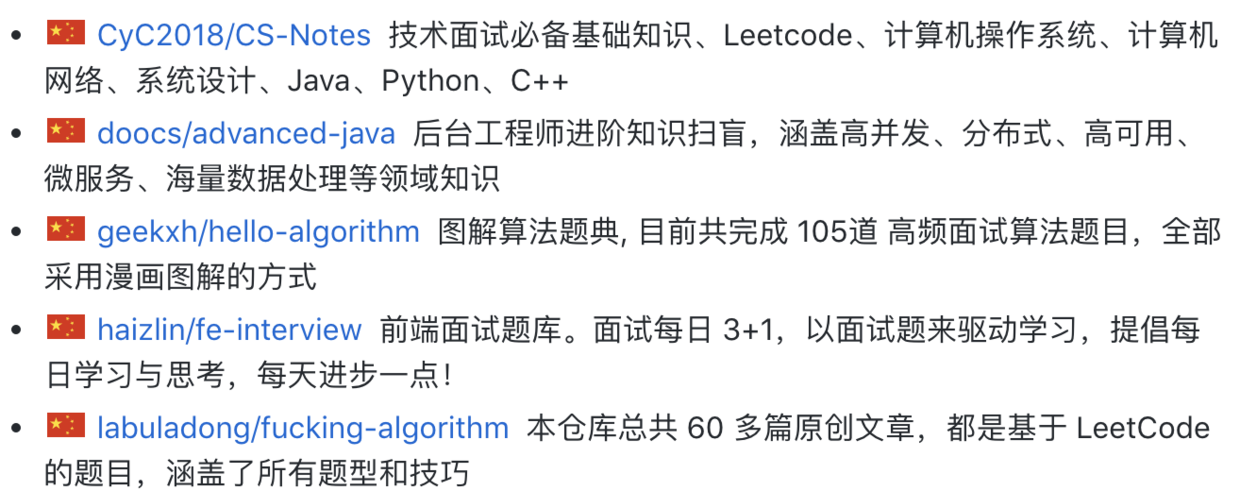 CyC2018/CS-Notes 技术面试必备基础知识、Leetcode、计算机操作系统、计算机
网络、系统设计、Java、Python、C++
doocs/advanced-java 后台工程师进阶知识扫盲，涵盖高并发、分布式、高可用、
微服务、海量数据处理等领域知识
geekxh/hello-algorithm 图解算法题典, 目前共完成 105道 高频面试算法题目，全部
采用漫画图解的方式
haizlin/fe-interview 前端面试题库。面试每日 3+1，以面试题来驱动学习，提倡每
日学习与思考，每天进步一点！
labuladong/fucking-algorithm 本仓库总共 60 多篇原创文章，都是基于 LeetCode
的题目，涵盖了所有题型和技巧